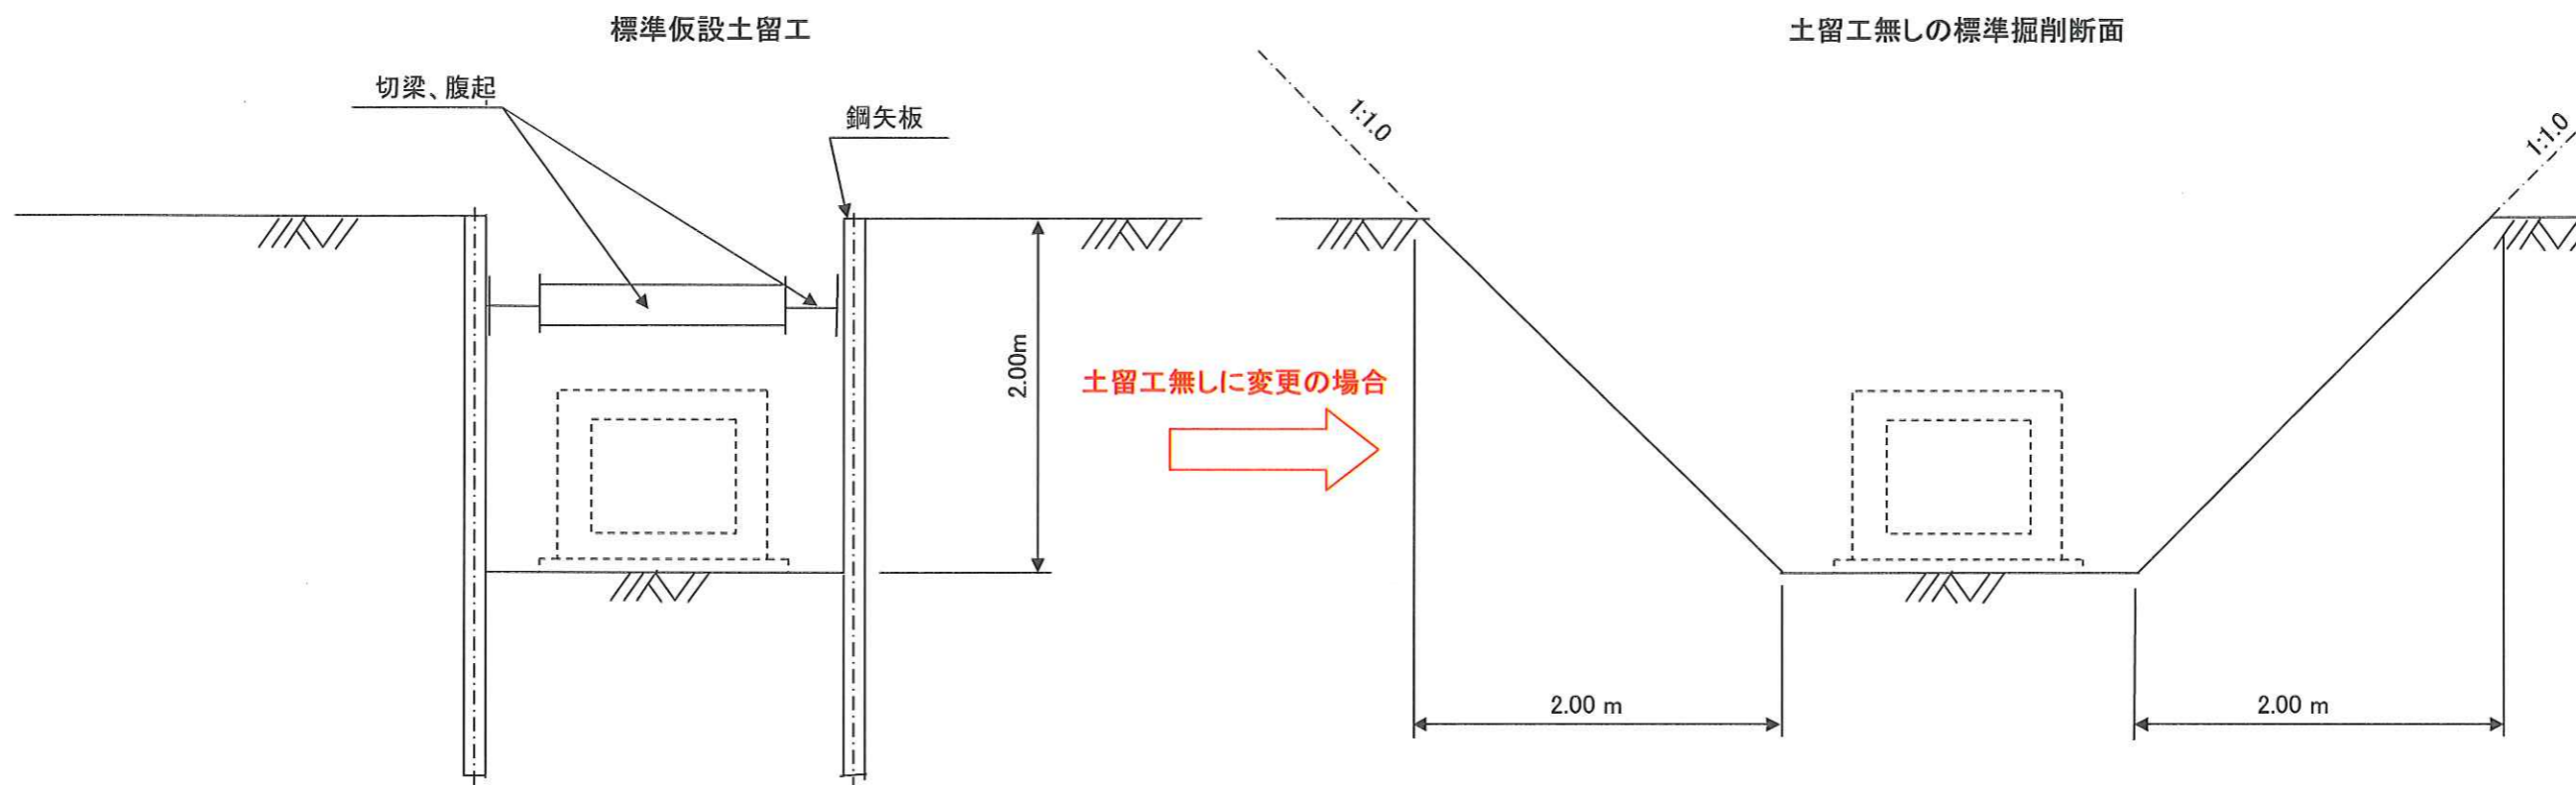 標準仮設土留工
土留工無しの標準掘削断面
切梁、腹起
鋼矢板
1:1.0
1:1.0
2.00m
土留工無しに変更の場合
2.00 m
2.00 m